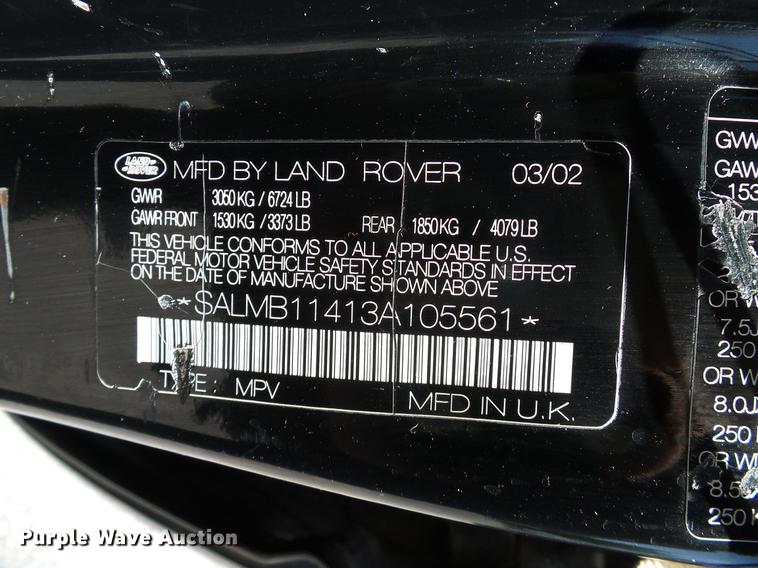 LAND ROVER MFD BY LAND ROVER 03/02
GVWR 3050 KG / 6724 LB
GAWR FRONT 1530 KG / 3373 LB REAR 1850 KG / 4079 LB
THIS VEHICLE CONFORMS TO ALL APPLICABLE U.S.
FEDERAL MOTOR VEHICLE SAFETY STANDARDS IN EFFECT
ON THE DATE OF MANUFACTURE SHOWN ABOVE
*SALMB11413A105561*
TYPE: MPV MFD IN U.K.
GVW
GAW
153
7.5J
250
OR W
8.0J
250
OR W
8.5
250
Purple Wave Auction